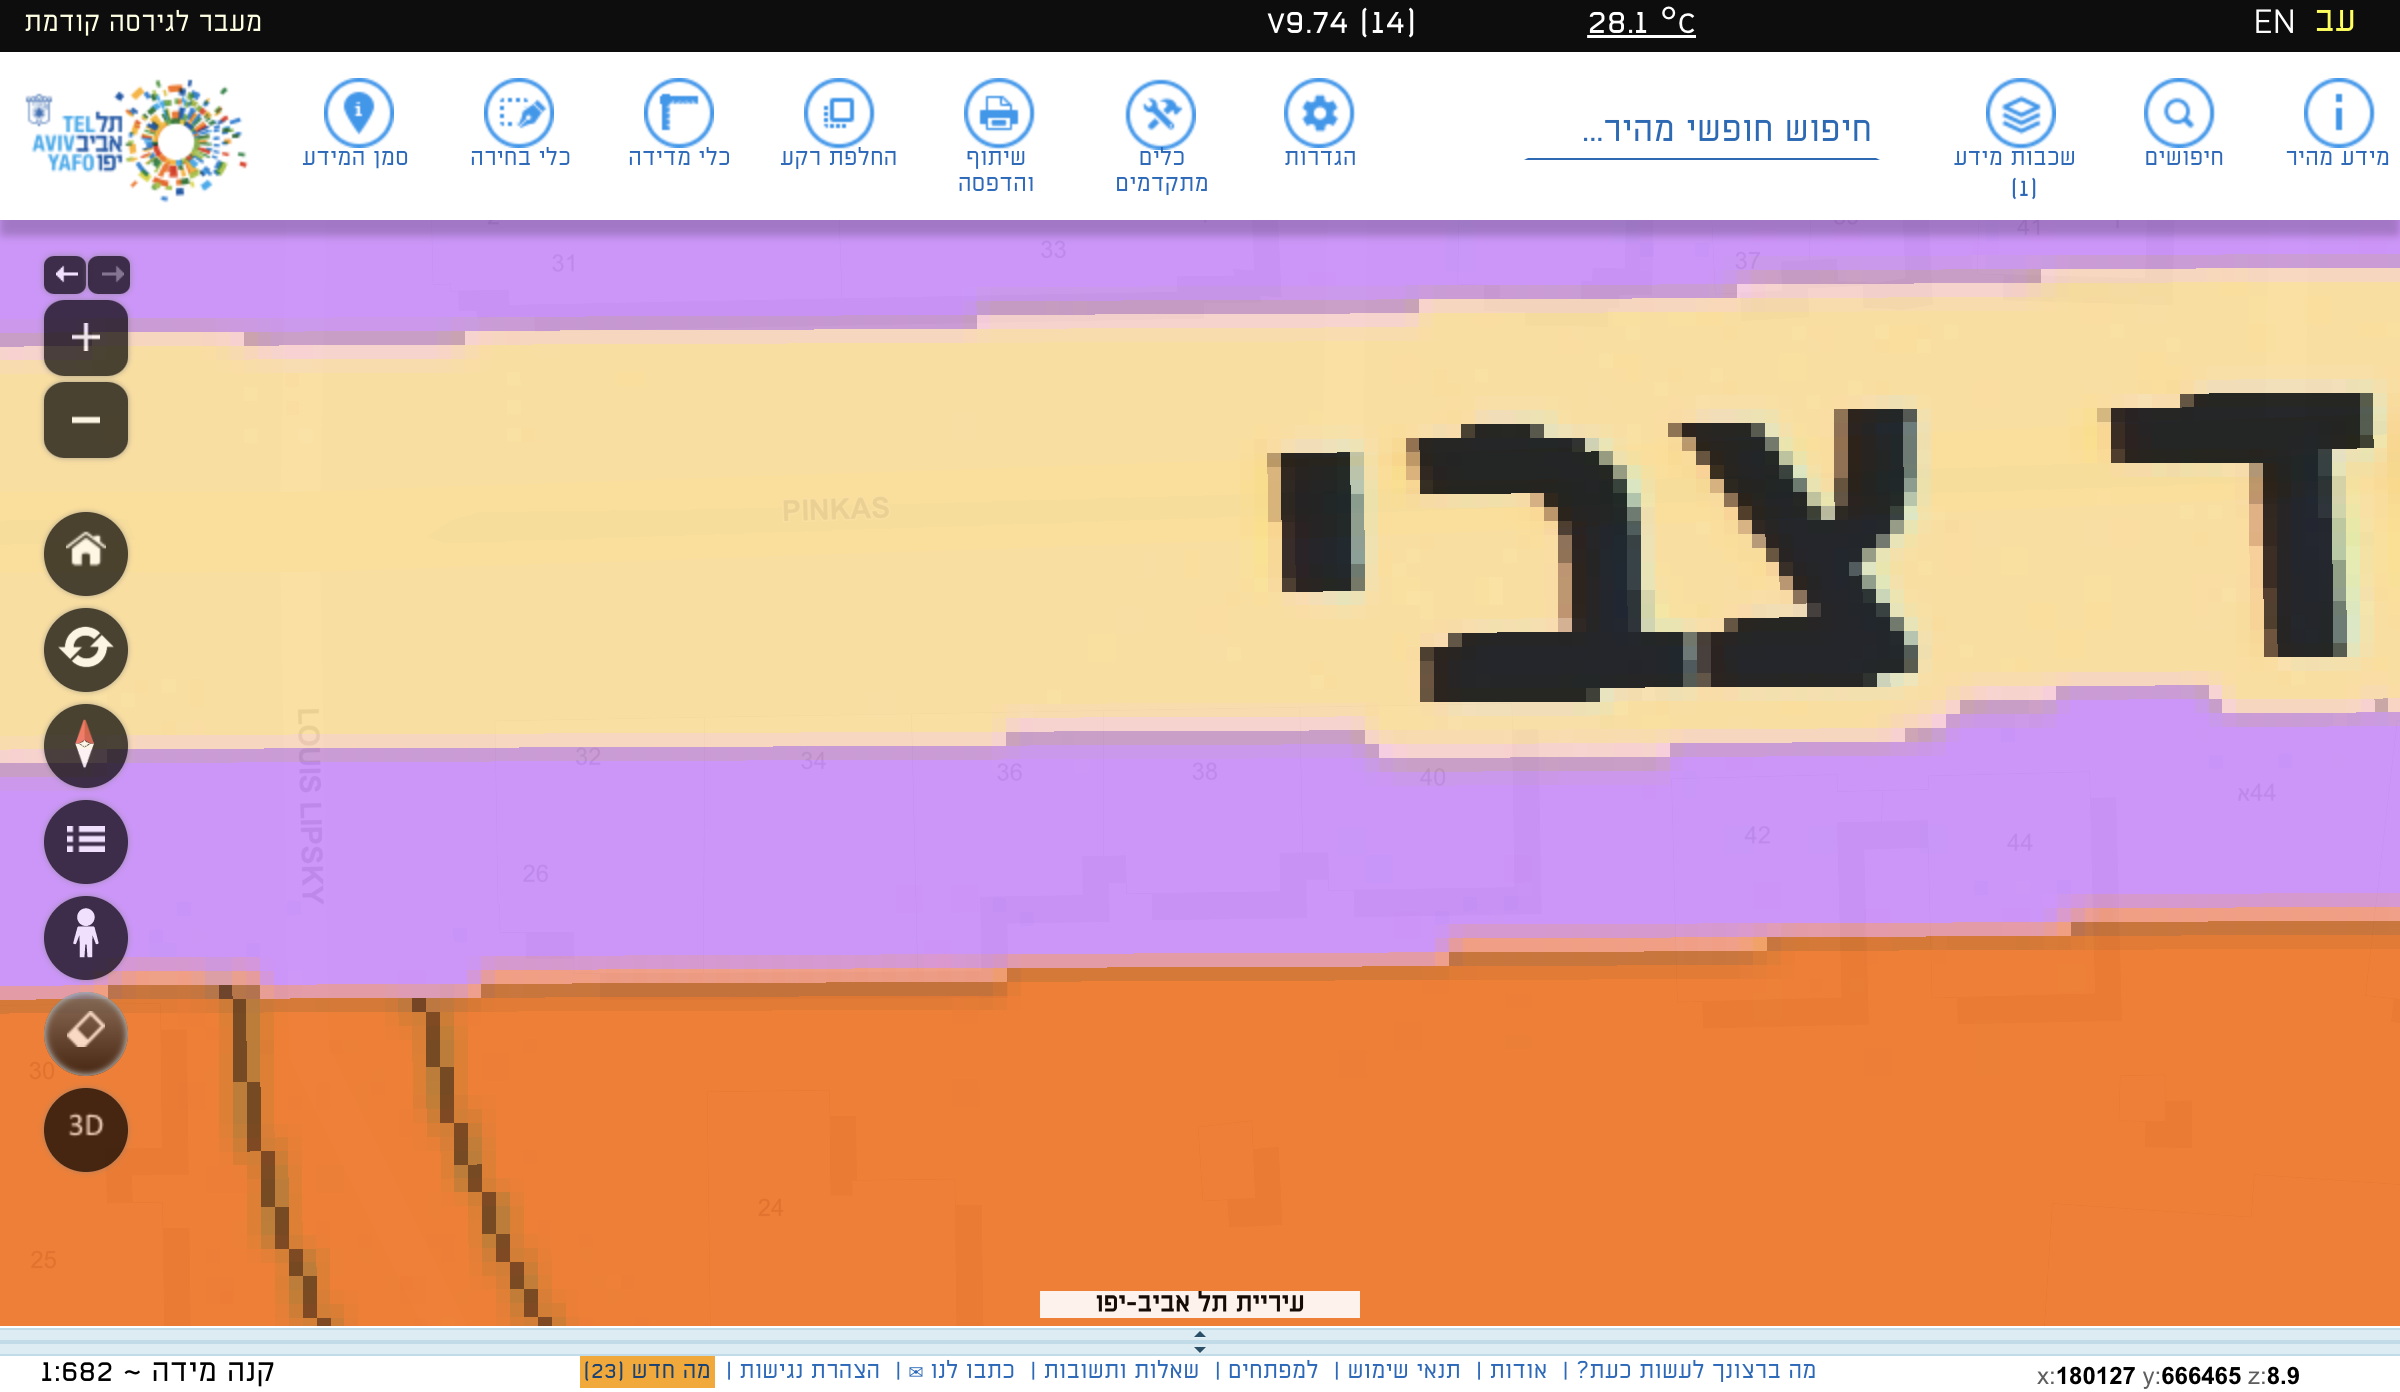 עב EN
28.1 °C
V9.74 (14)
מעבר לגירסה קודמת
מידע מהיר
חיפושים
שכבות מידע
(1)
חיפוש חופשי מהיר...
הגדרות
כלים
מתקדמים
שיתוף
והדפסה
החלפת רקע
כלי מדידה
כלי בחירה
סמן המידע
תל
אביב
יפו
TEL
AVIV
YAFO
31
33
37
41
ד צבי
PINKAS
LOUIS LIPSKY
32
34
36
38
40
42
44
44א
26
30
24
25
3D
עיריית תל אביב-יפו
מה ברצונך לעשות כעת? | אודות | תנאי שימוש | למפתחים | שאלות ותשובות | כתבו לנו ✉ | הצהרת נגישות | מה חדש (23)
קנה מידה ~ 1:682
x:180127 y:666465 z:8.9